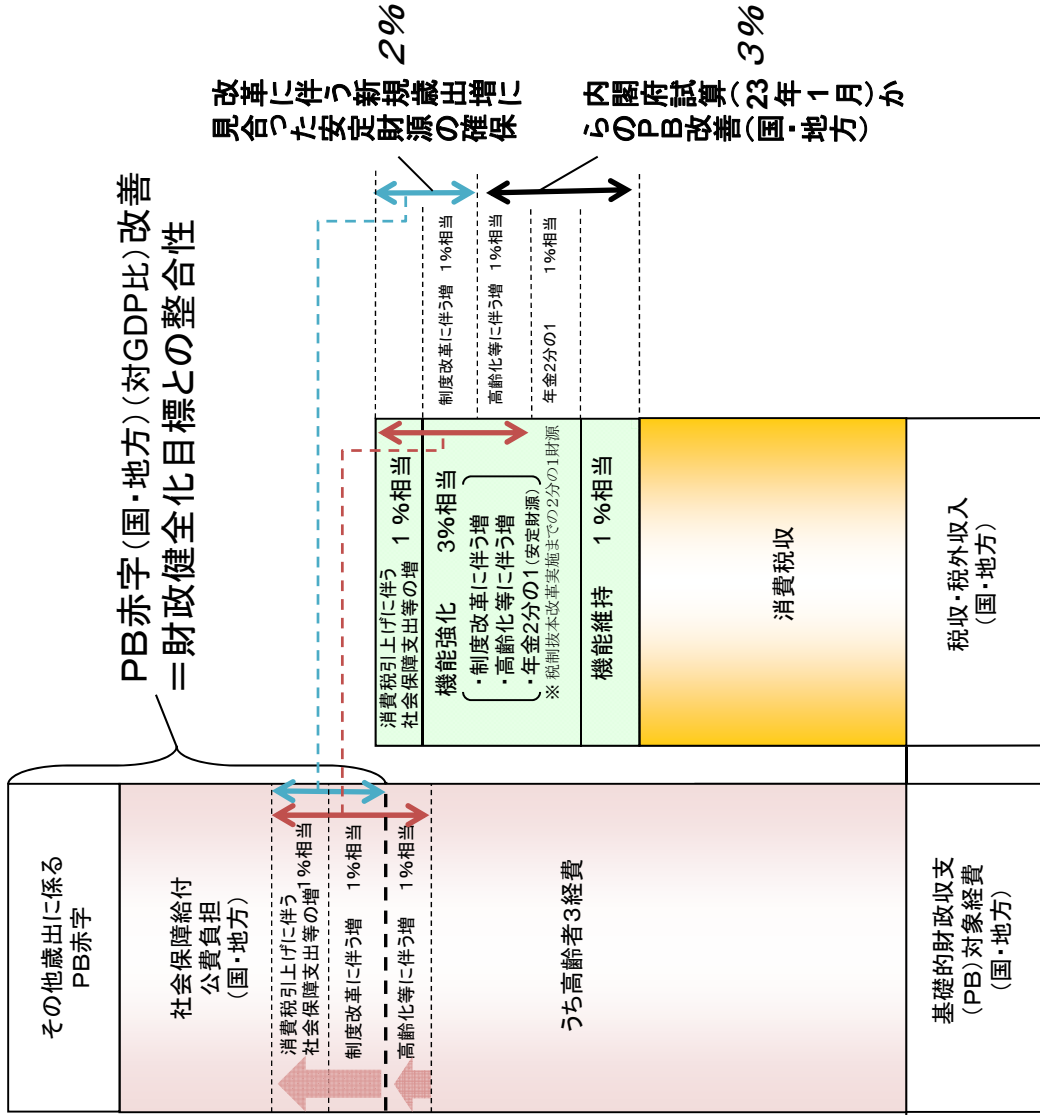 PB赤字(国・地方)(対GDP比)改善
=財政健全化目標との整合性
その他歳出に係る
PB赤字
社会保障給付
公費負担
(国・地方)
消費税引上げに伴う
社会保障支出等の増 1%相当
制度改革に伴う増 1%相当
高齢化等に伴う増 1%相当
うち高齢者3経費
基礎的財政収支
(PB)対象経費
(国・地方)
消費税引上げに伴う
社会保障支出等の増 1%相当
機能強化 3%相当
・制度改革に伴う増
・高齢化等に伴う増
・年金2分の1(安定財源)
※税制抜本改革実施までの2分の1財源
機能維持 1%相当
消費税収
税収・税外収入
(国・地方)
制度改革に伴う増 1%相当
高齢化等に伴う増 1%相当
年金2分の1 1%相当
改革に伴う新規歳出増に
見合った安定財源の確保
2%
内閣府試算(23年1月)か
らのPB改善(国・地方)
3%